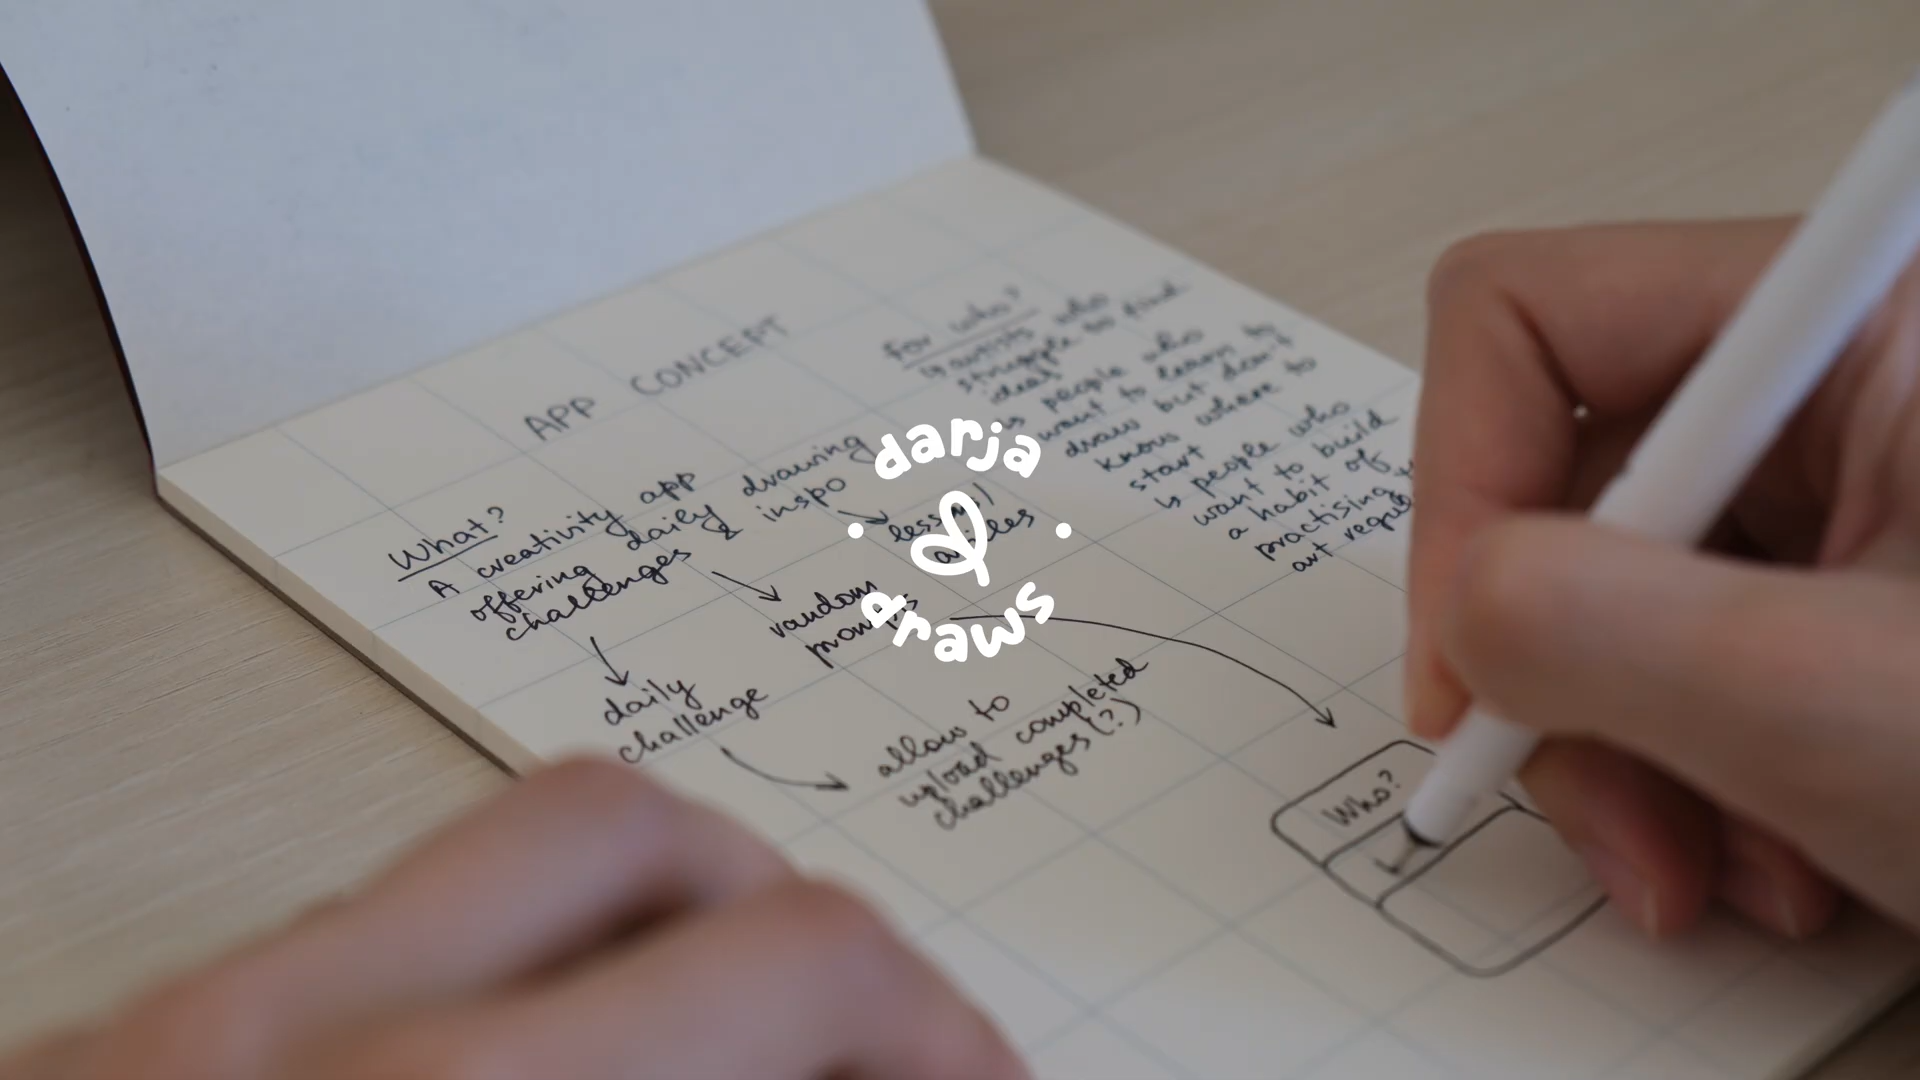 APP CONCEPT
What?
A creativity app
offering daily drawing
challenges & inspo
daily
challenge
random
allow to
upload completed
challenges (?)
For who?
↳ artists who
struggle to find
ideas
↳ people who
want to learn to
draw but don't
know where to
start
↳ people who
want to build
a habit of
practising
art
Who?
darja
draws